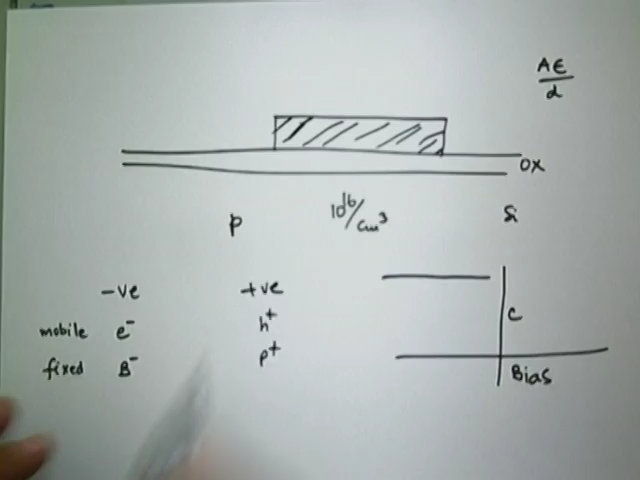 Aϵ/d
ox
p 10^16/cm^3 Si
-ve +ve
mobile e^- h^+
fixed B^- P^+
C
Bias